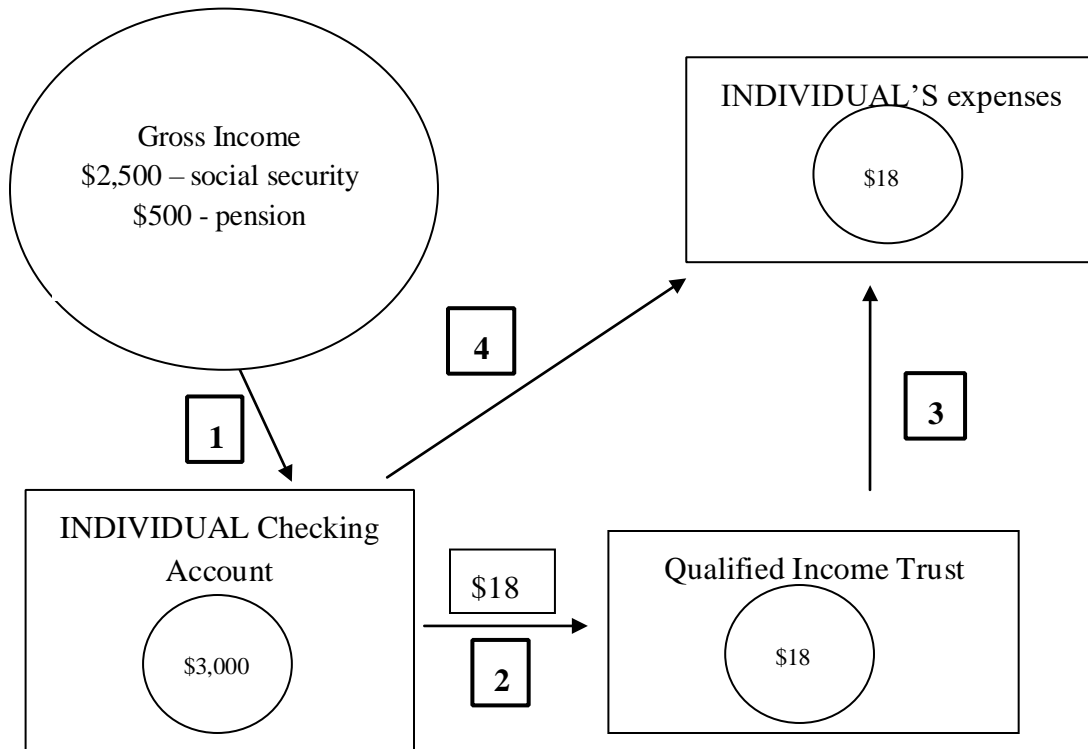 Gross Income
$2,500 – social security
$500 - pension
INDIVIDUAL’S expenses
$18
4
1
3
INDIVIDUAL Checking
Account
$3,000
$18
2
Qualified Income Trust
$18